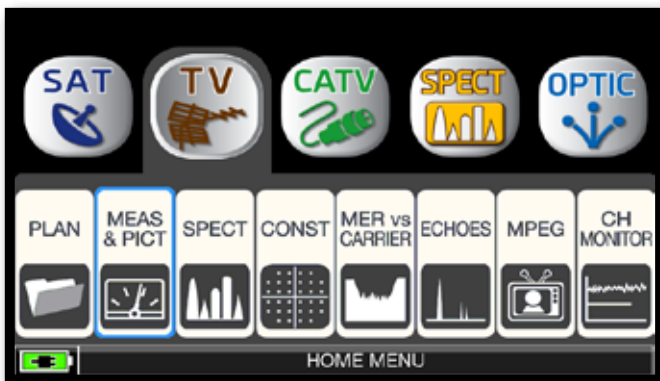 SAT
TV
CATV
SPECT
OPTIC
PLAN
MEAS
& PICT
SPECT
CONST
MER vs
CARRIER
ECHOES
MPEG
CH
MONITOR
HOME MENU